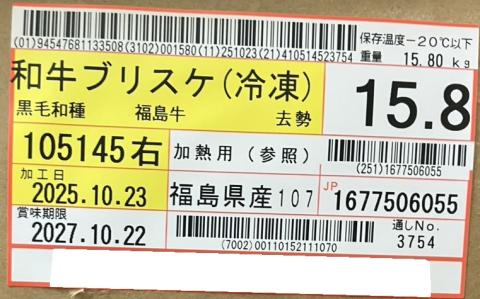 (01)94547681133508(3102)001580(11)251023(21)410514523754
保存温度−20℃以下
重量 15.80 kg
和牛ブリスケ(冷凍)
黒毛和種 福島牛 去勢
15.8
105145右
加熱用(参照)
(251)1677506055
加工日
2025.10.23
福島県産107
JP
1677506055
賞味期限
2027.10.22
(7002)00110152111070
通しNo.
3754